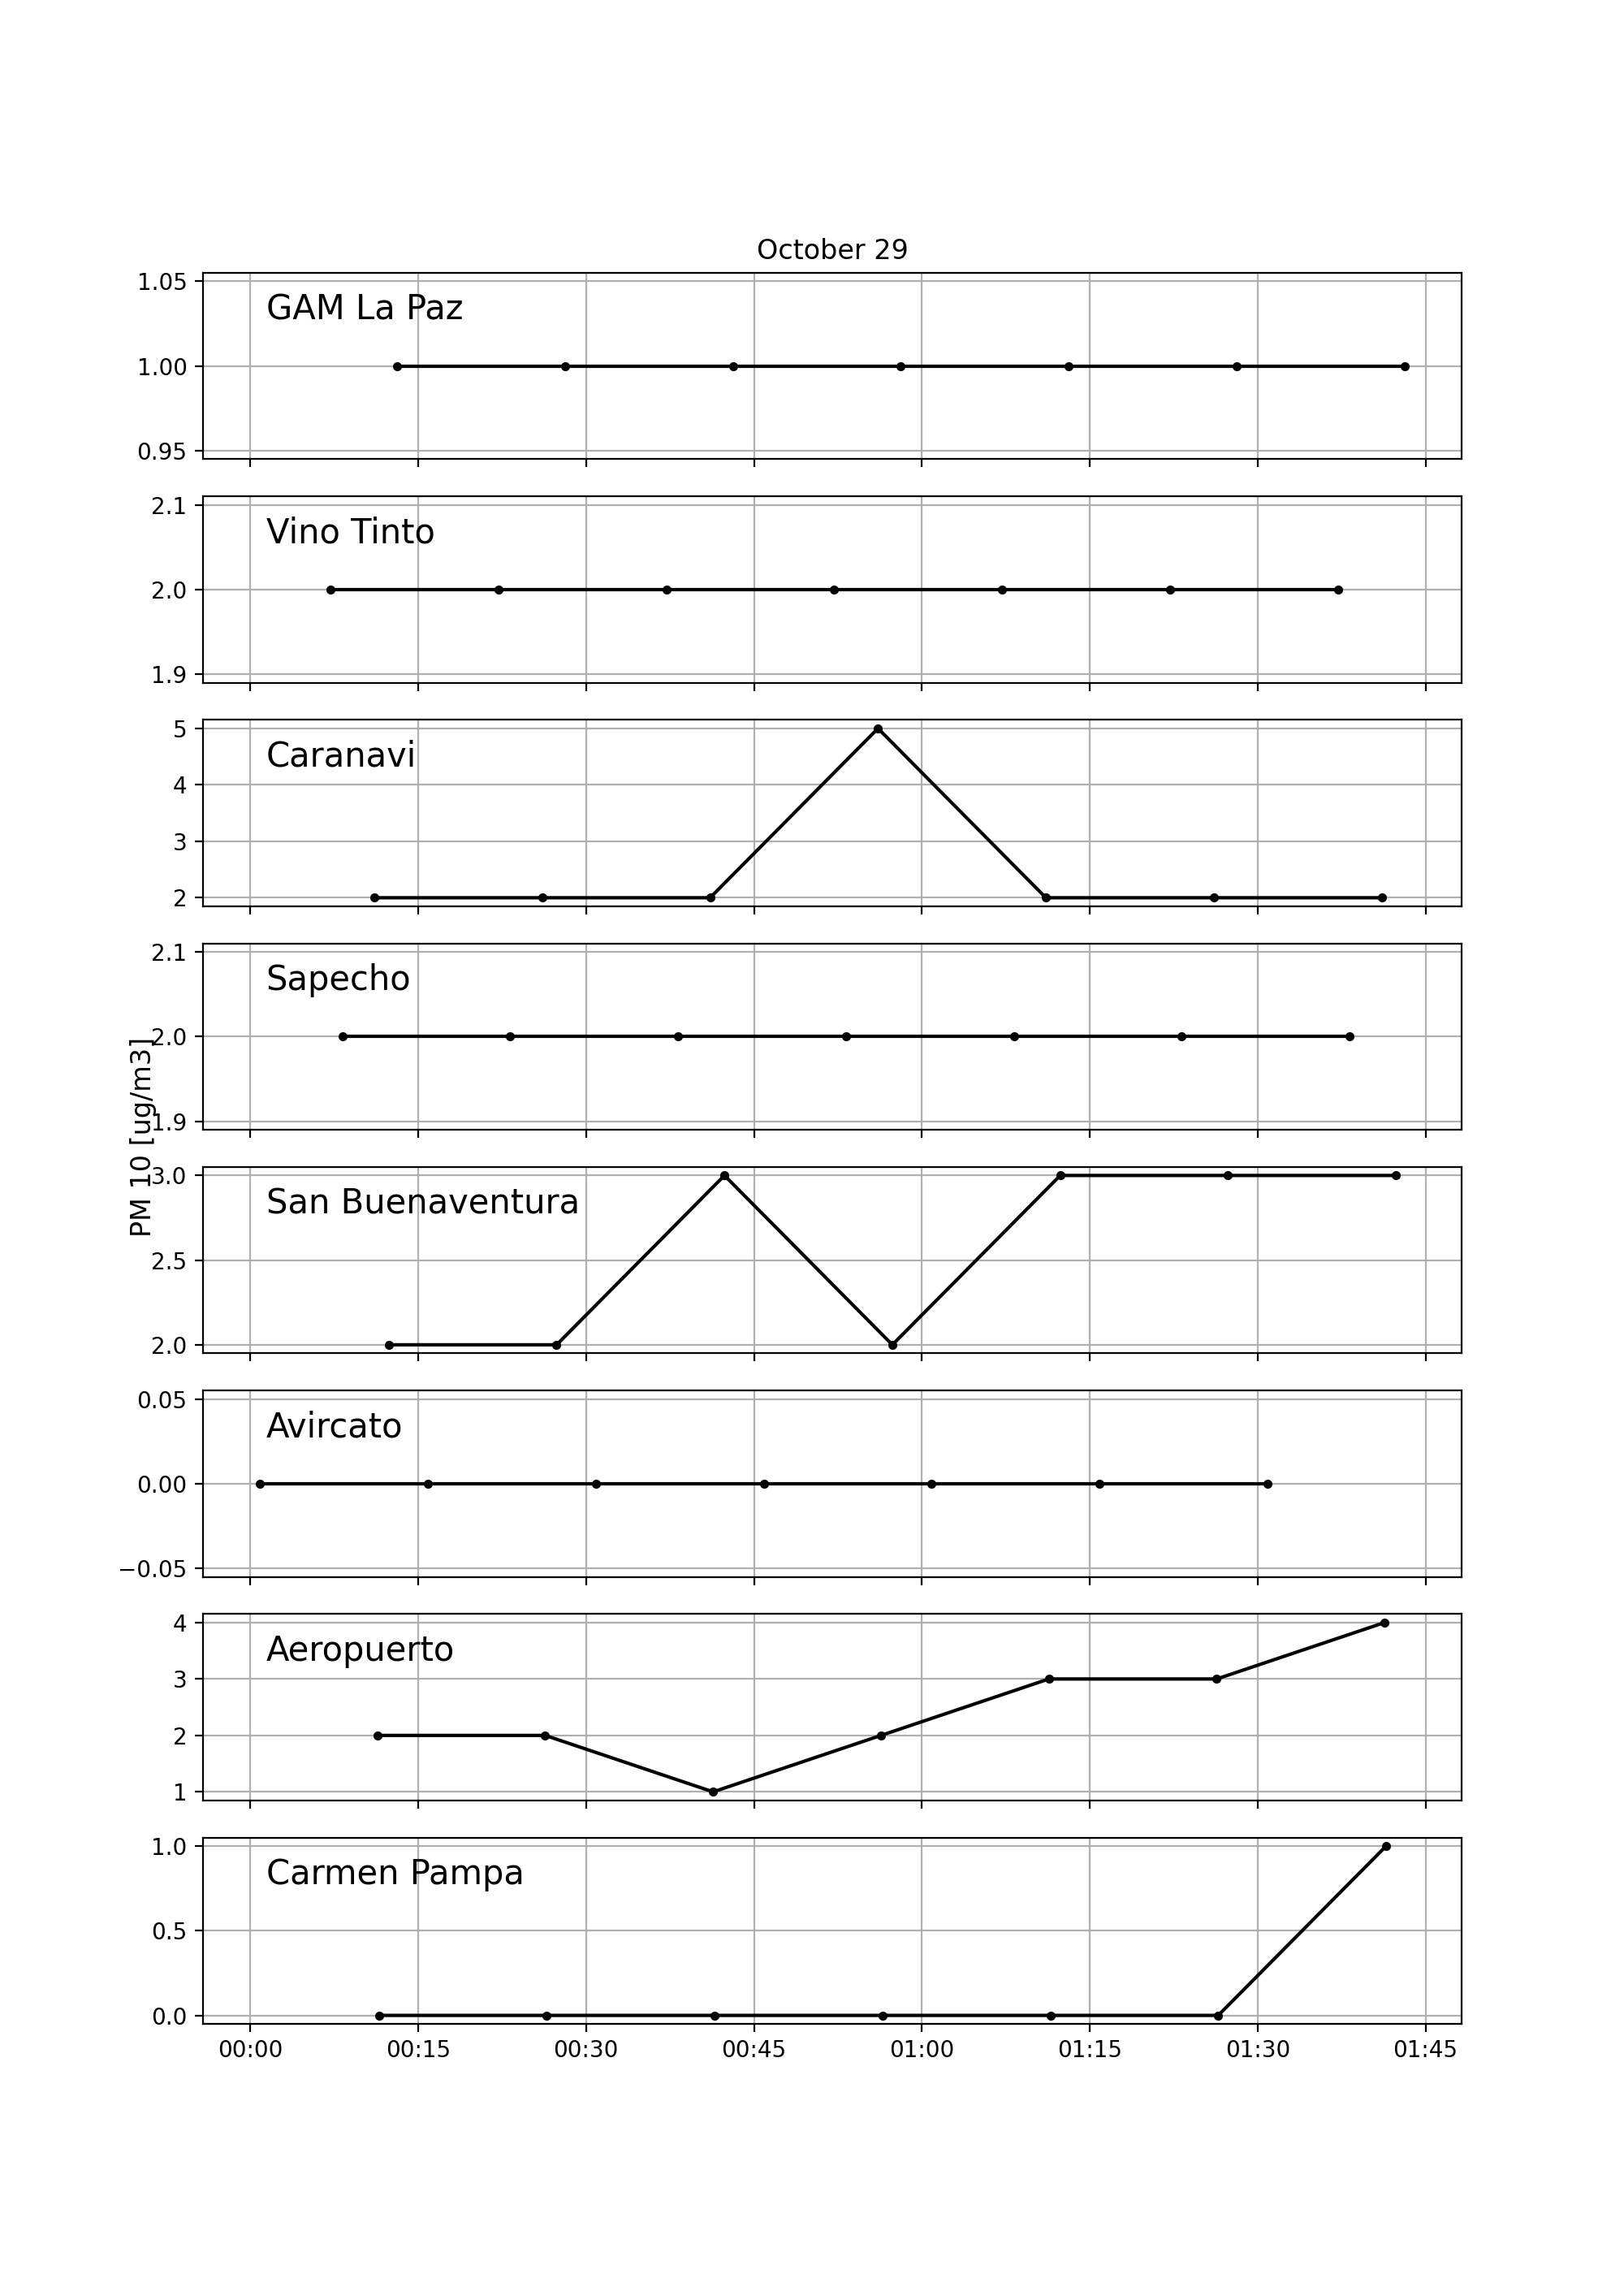 October 29
1.05
GAM La Paz
1.00
0.95
2.1
Vino Tinto
2.0
1.9
5
Caranavi
4
3
2
2.1
Sapecho
2.0
1.9
PM 10 [ug/m3]
3.0
San Buenaventura
2.5
2.0
0.05
Avircato
0.00
−0.05
4
Aeropuerto
3
2
1
1.0
Carmen Pampa
0.5
0.0
00:00 00:15 00:30 00:45 01:00 01:15 01:30 01:45